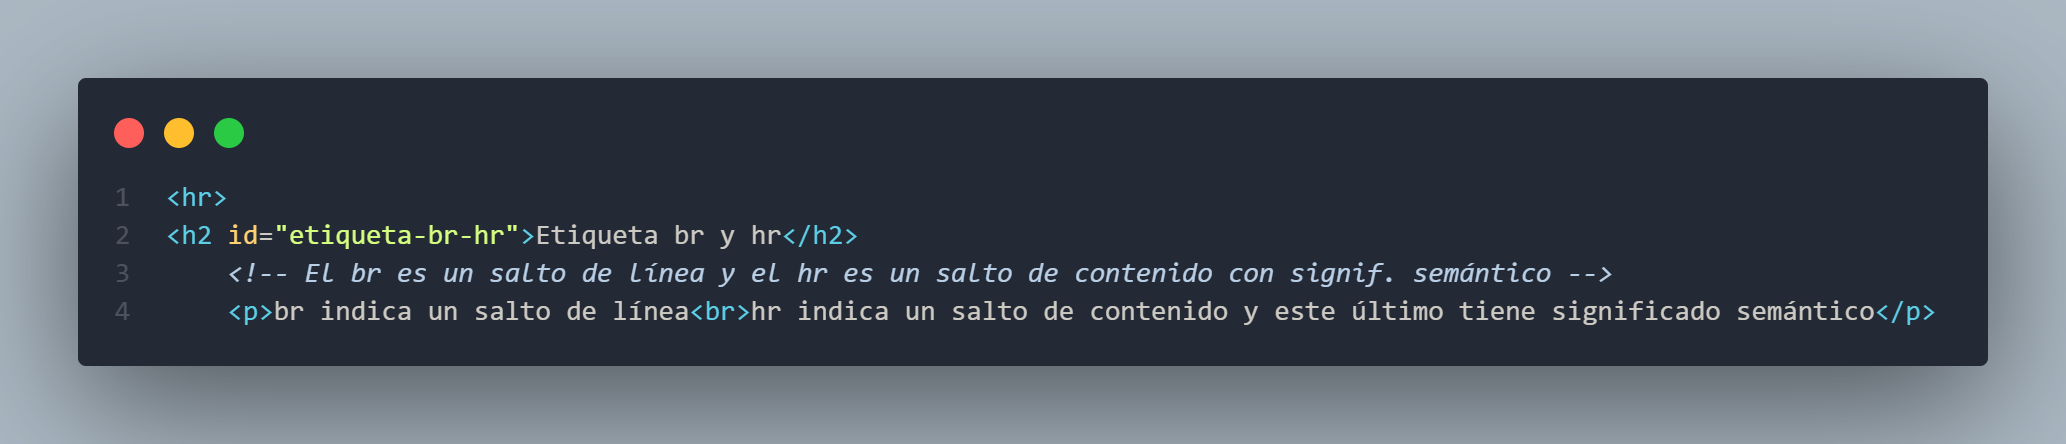 1 <hr>
2 <h2 id="etiqueta-br-hr">Etiqueta br y hr</h2>
3 <!-- El br es un salto de línea y el hr es un salto de contenido con signif. semántico -->
4 <p>br indica un salto de línea<br>hr indica un salto de contenido y este último tiene significado semántico</p>